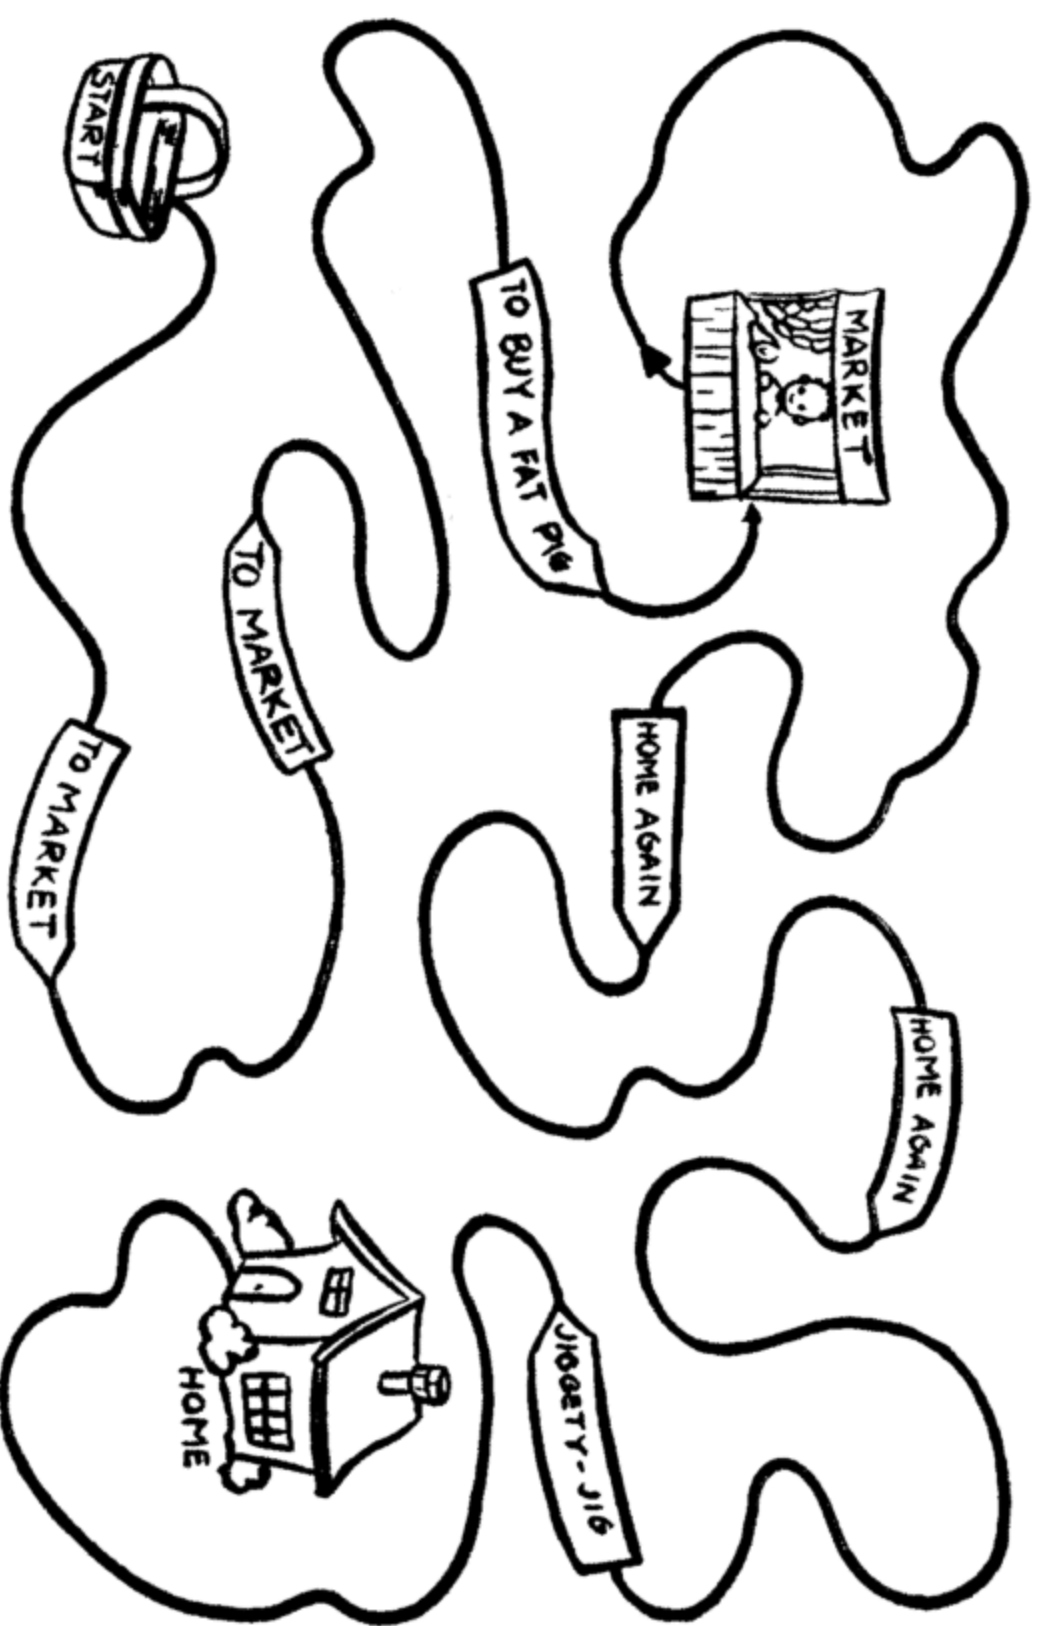 START
TO MARKET
TO MARKET
TO BUY A FAT PIG
MARKET
HOME AGAIN
HOME AGAIN
JIGGETY-JIG
HOME